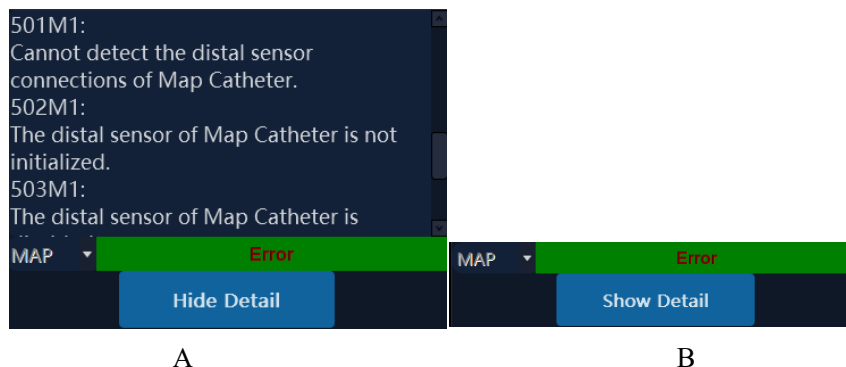 501M1:
Cannot detect the distal sensor
connections of Map Catheter.
502M1:
The distal sensor of Map Catheter is not
initialized.
503M1:
The distal sensor of Map Catheter is
MAP Error
Hide Detail
MAP Error
Show Detail
A B